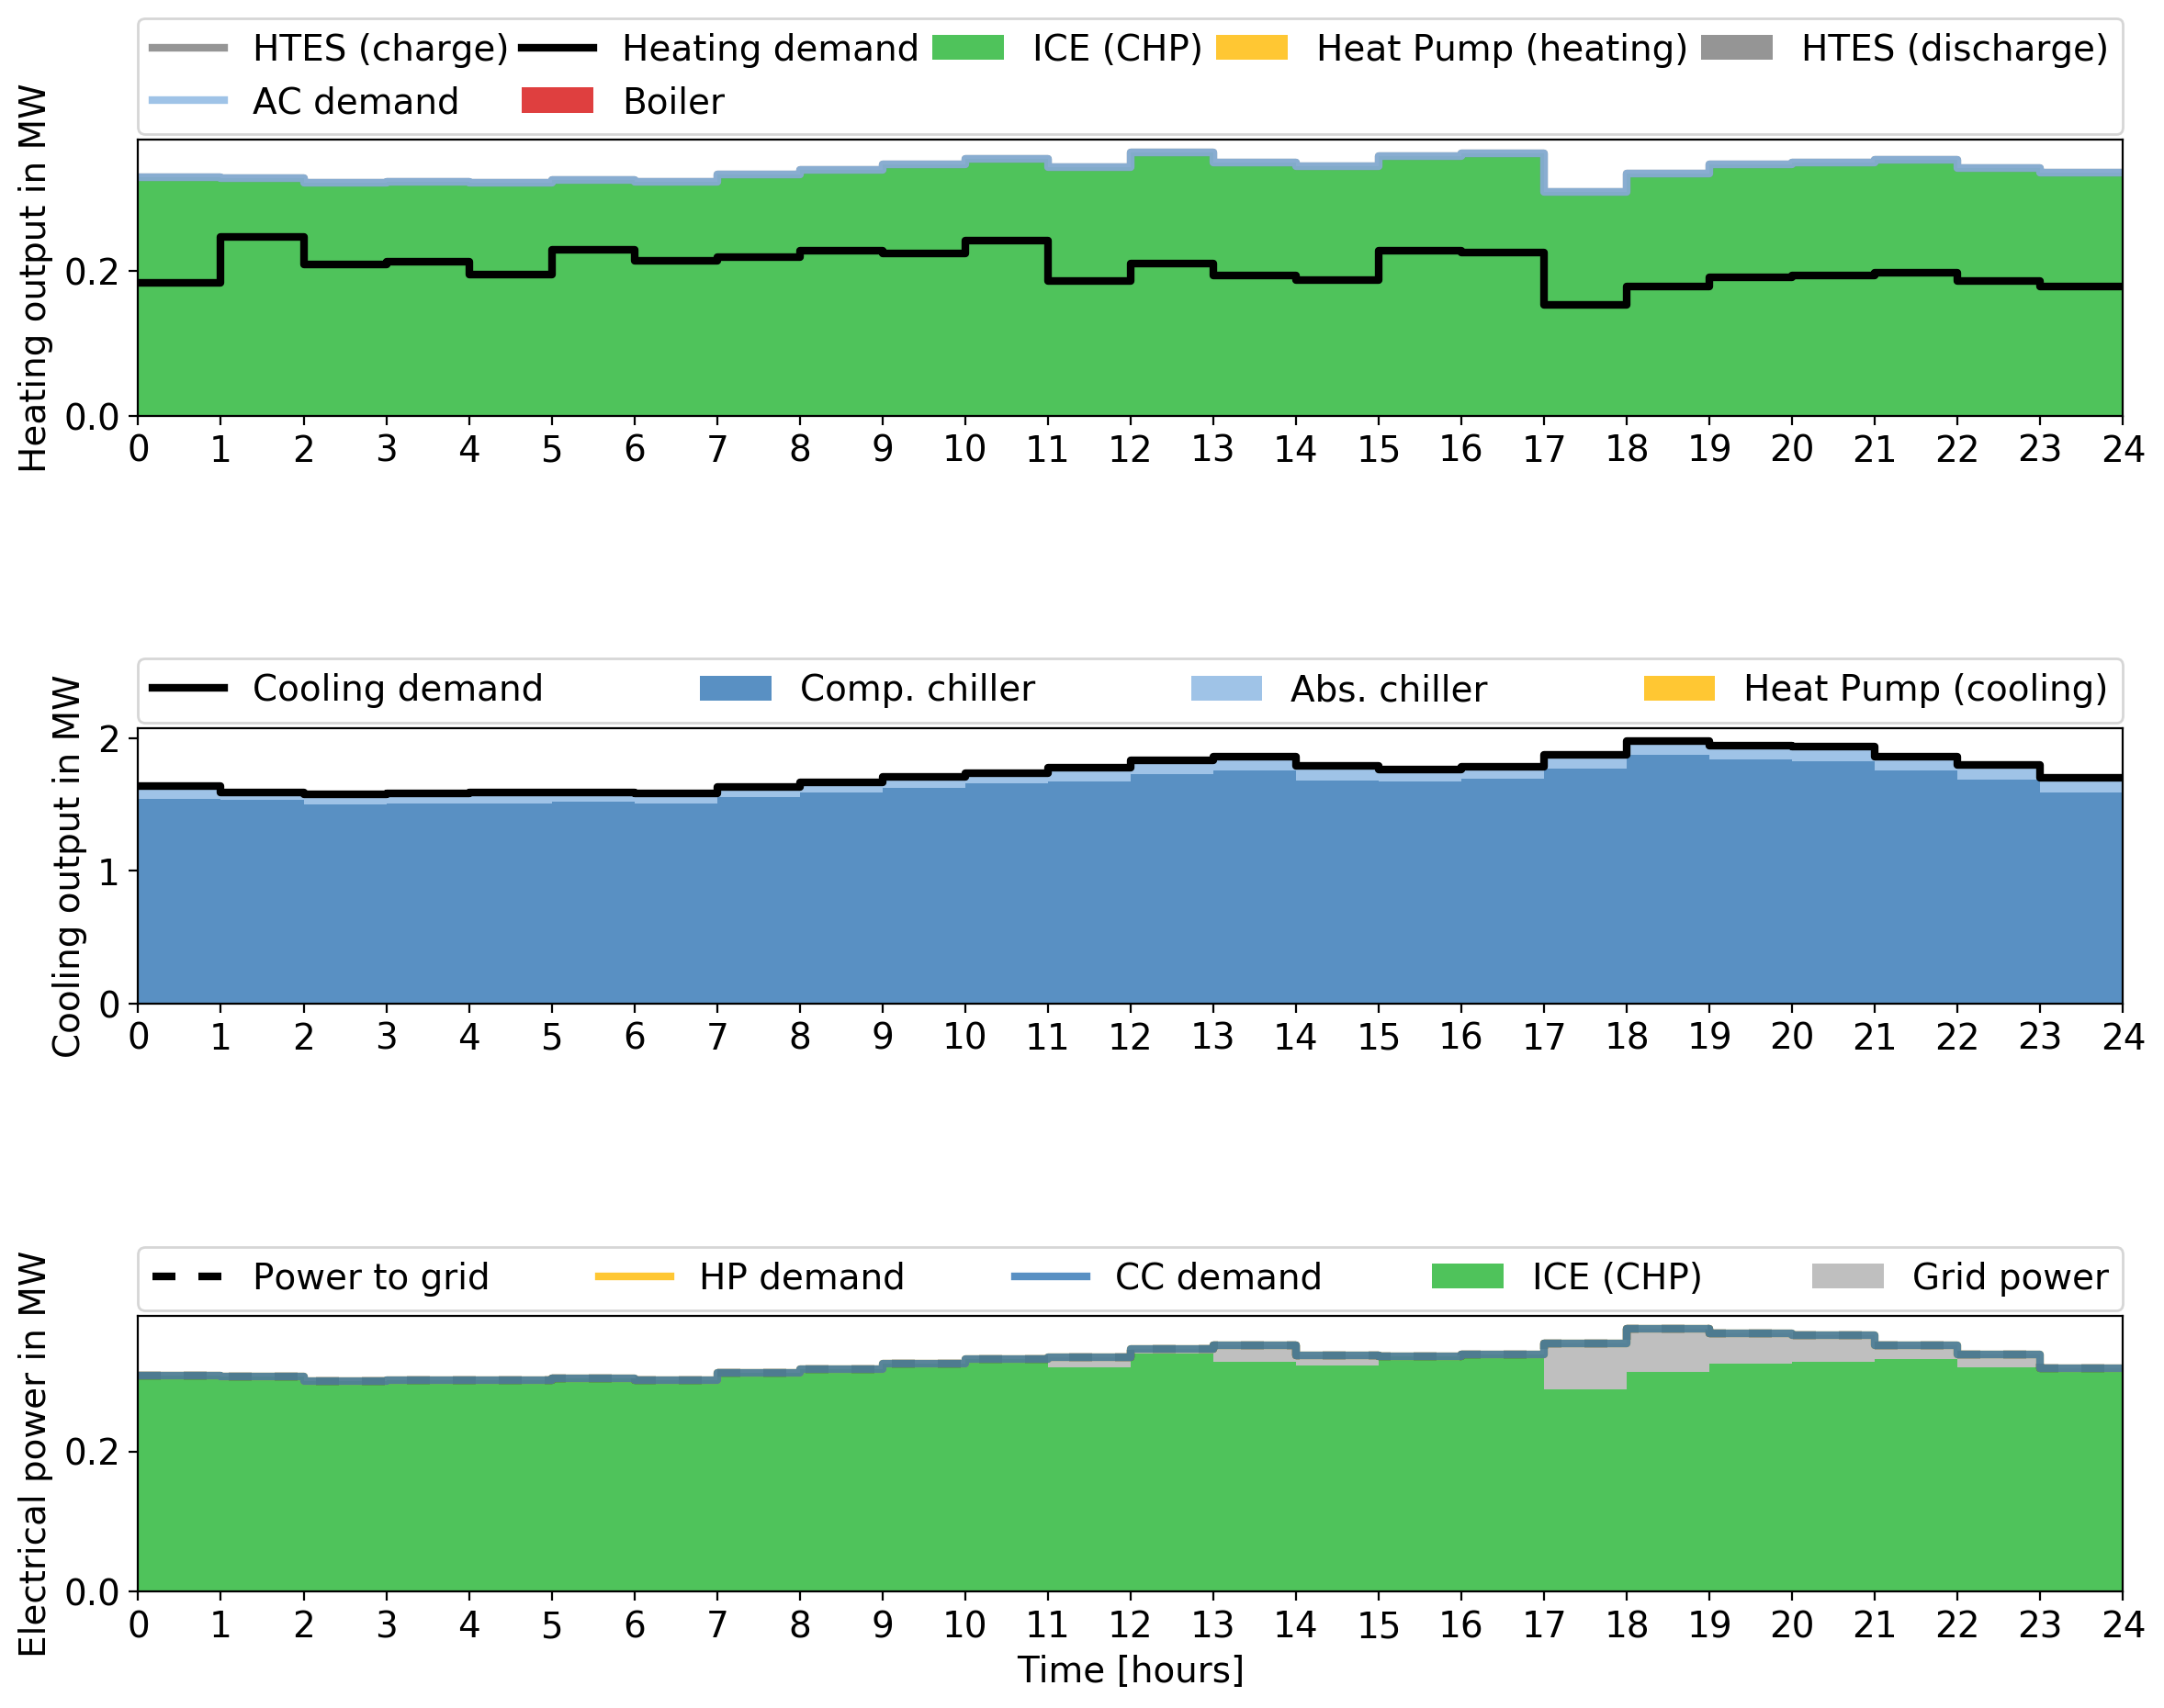 HTES (charge) Heating demand ICE (CHP) Heat Pump (heating) HTES (discharge)
AC demand Boiler
Heating output in MW
0.2
0.0
0 1 2 3 4 5 6 7 8 9 10 11 12 13 14 15 16 17 18 19 20 21 22 23 24
Cooling demand Comp. chiller Abs. chiller Heat Pump (cooling)
Cooling output in MW
2
1
0
0 1 2 3 4 5 6 7 8 9 10 11 12 13 14 15 16 17 18 19 20 21 22 23 24
Power to grid HP demand CC demand ICE (CHP) Grid power
Electrical power in MW
0.2
0.0
0 1 2 3 4 5 6 7 8 9 10 11 12 13 14 15 16 17 18 19 20 21 22 23 24
Time [hours]